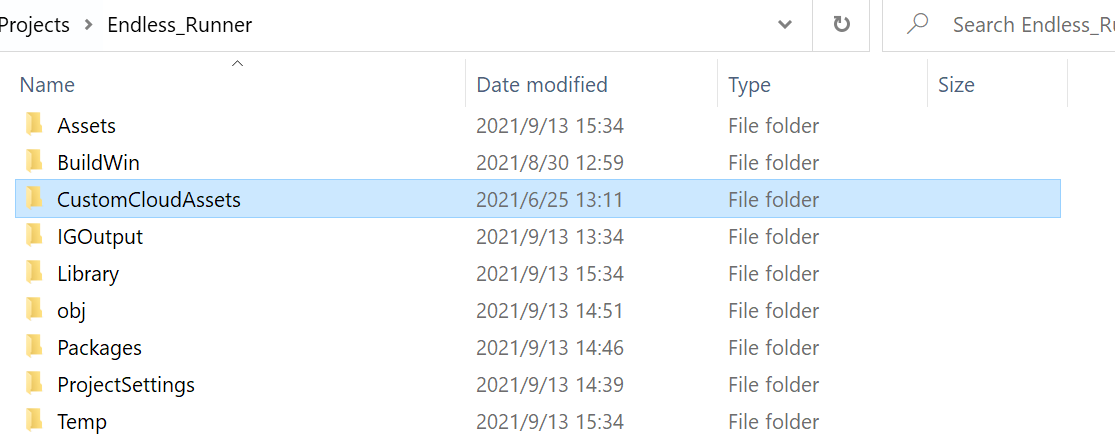 Projects > Endless_Runner
Search Endless_R
Name Date modified Type Size
Assets 2021/9/13 15:34 File folder
BuildWin 2021/8/30 12:59 File folder
CustomCloudAssets 2021/6/25 13:11 File folder
IGOutput 2021/9/13 13:34 File folder
Library 2021/9/13 15:34 File folder
obj 2021/9/13 14:51 File folder
Packages 2021/9/13 14:46 File folder
ProjectSettings 2021/9/13 14:39 File folder
Temp 2021/9/13 15:34 File folder